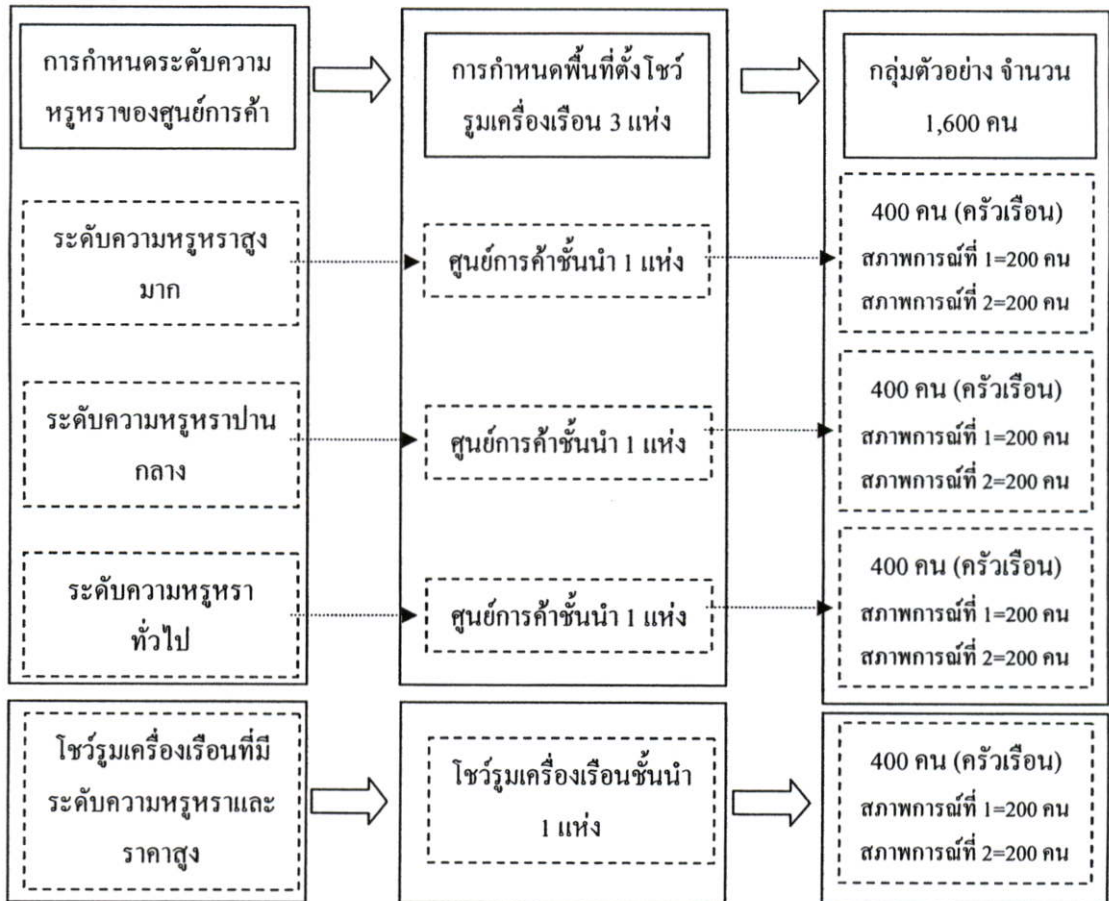 การกำหนดระดับความ
หรูหราของศูนย์การค้า
การกำหนดพื้นที่ตั้งโชว์
รูมเครื่องเรือน 3 แห่ง
กลุ่มตัวอย่าง จำนวน
1,600 คน
ระดับความหรูหราสูง
มาก
ศูนย์การค้าชั้นนำ 1 แห่ง
400 คน (ครัวเรือน)
สภาพการณ์ที่ 1=200 คน
สภาพการณ์ที่ 2=200 คน
ระดับความหรูหราปาน
กลาง
ศูนย์การค้าชั้นนำ 1 แห่ง
400 คน (ครัวเรือน)
สภาพการณ์ที่ 1=200 คน
สภาพการณ์ที่ 2=200 คน
ระดับความหรูหรา
ทั่วไป
ศูนย์การค้าชั้นนำ 1 แห่ง
400 คน (ครัวเรือน)
สภาพการณ์ที่ 1=200 คน
สภาพการณ์ที่ 2=200 คน
โชว์รูมเครื่องเรือนที่มี
ระดับความหรูหราและ
ราคาสูง
โชว์รูมเครื่องเรือนชั้นนำ
1 แห่ง
400 คน (ครัวเรือน)
สภาพการณ์ที่ 1=200 คน
สภาพการณ์ที่ 2=200 คน